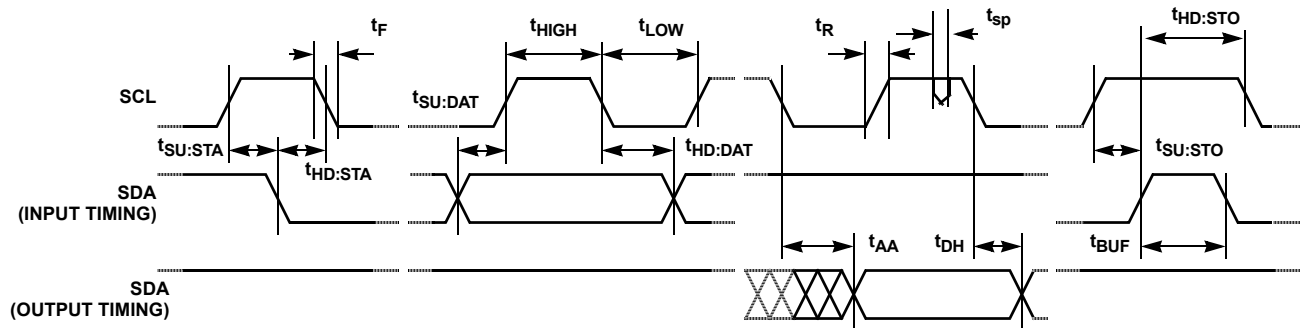 tF
tHIGH
tLOW
tR
tsp
tHD:STO
SCL
tSU:DAT
tSU:STA
tHD:STA
tHD:DAT
tSU:STO
SDA
(INPUT TIMING)
tAA
tDH
tBUF
SDA
(OUTPUT TIMING)